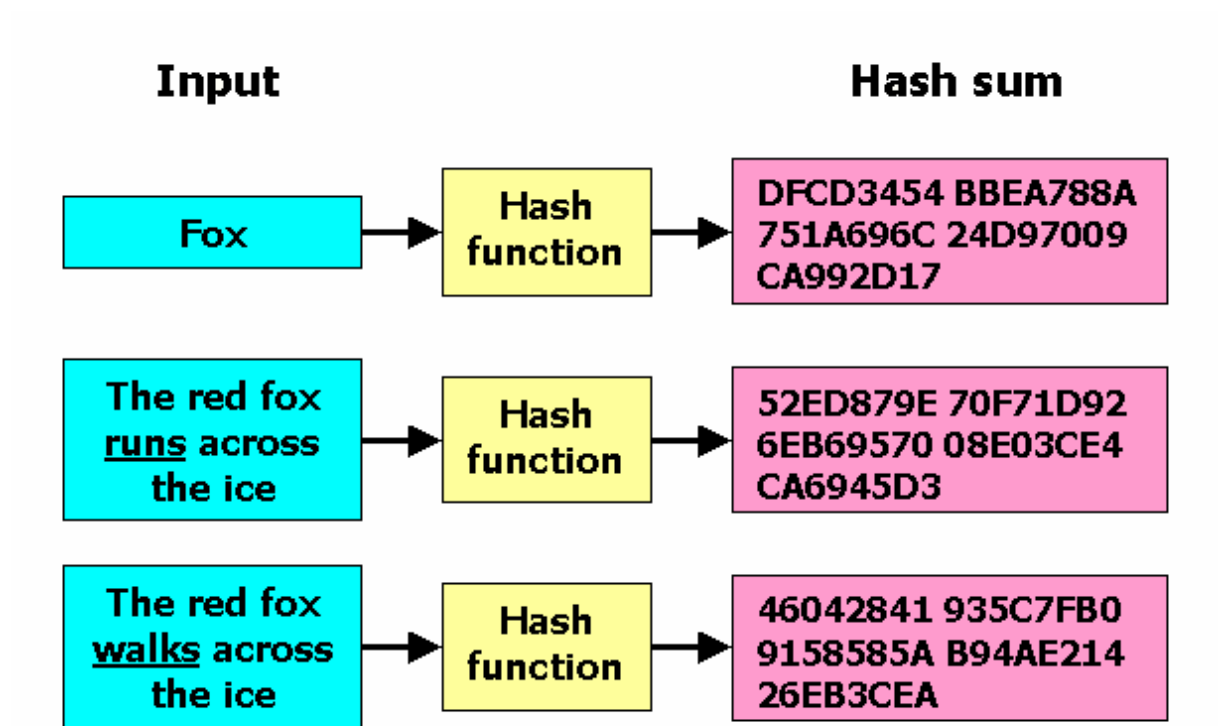 Input
Hash sum
Fox
Hash
function
DFCD3454 BBEA788A
751A696C 24D97009
CA992D17
The red fox
runs across
the ice
Hash
function
52ED879E 70F71D92
6EB69570 08E03CE4
CA6945D3
The red fox
walks across
the ice
Hash
function
46042841 935C7FB0
9158585A B94AE214
26EB3CEA